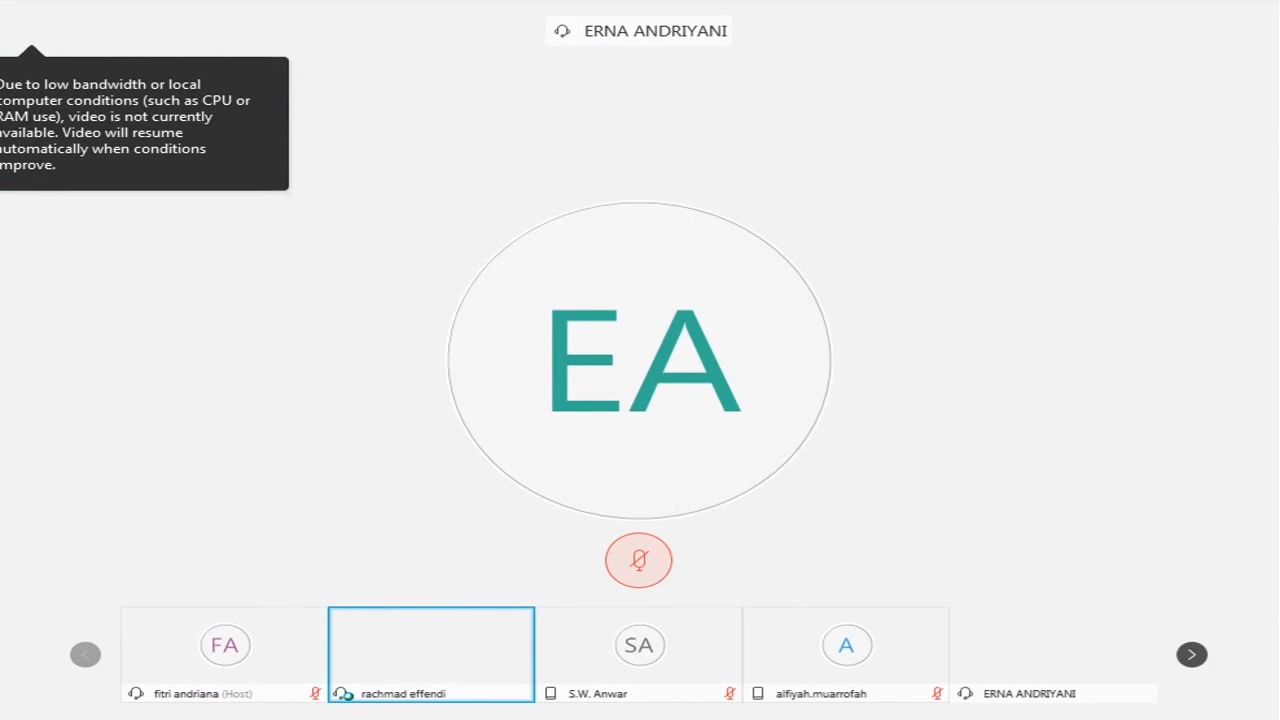 ERNA ANDRIYANI
Due to low bandwidth or local
computer conditions (such as CPU or
RAM use), video is not currently
available. Video will resume
automatically when conditions
improve.
EA
FA
SA
A
fitri andriana (Host)
rachmad effendi
S.W. Anwar
alfiyah.muarrofah
ERNA ANDRIYANI